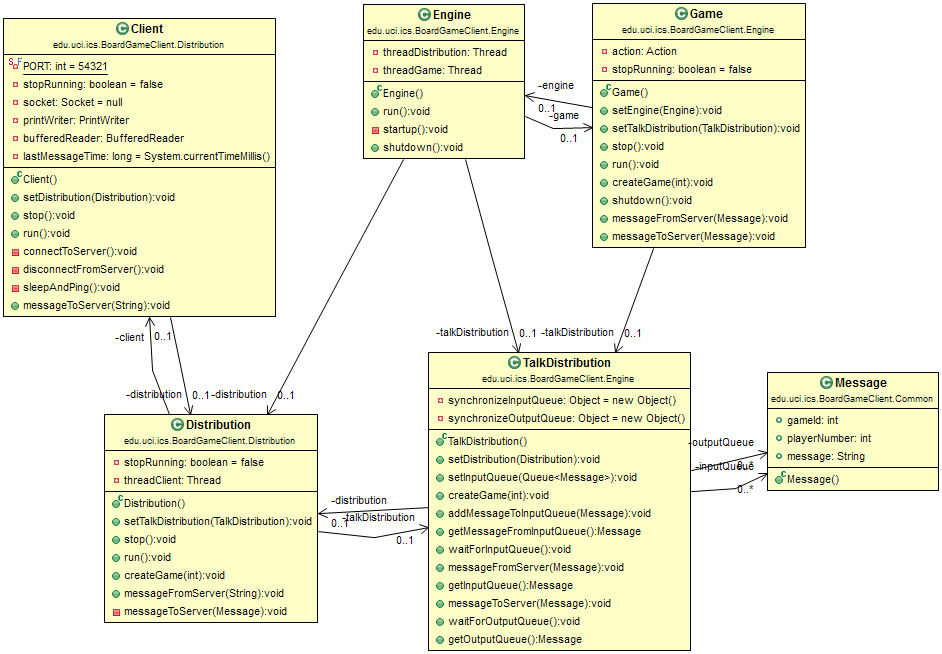 Client
edu.uci.ics.BoardGameClient.Distribution
PORT: int = 54321
stopRunning: boolean = false
socket: Socket = null
printWriter: PrintWriter
bufferedReader: BufferedReader
lastMessageTime: long = System.currentTimeMillis()
Client()
setDistribution(Distribution):void
stop():void
run():void
connectToServer():void
disconnectFromServer():void
sleepAndPing():void
messageToServer(String):void
Engine
edu.uci.ics.BoardGameClient.Engine
threadDistribution: Thread
threadGame: Thread
Engine()
run():void
startup():void
shutdown():void
-engine
0..1
-game
0..1
Game
edu.uci.ics.BoardGameClient.Engine
action: Action
stopRunning: boolean = false
Game()
setEngine(Engine):void
setTalkDistribution(TalkDistribution):void
stop():void
run():void
createGame(int):void
shutdown():void
messageFromServer(Message):void
messageToServer(Message):void
-client
0..1
-distribution
0..1
-distribution
0..1
-talkDistribution
0..1
-talkDistribution
0..1
Distribution
edu.uci.ics.BoardGameClient.Distribution
stopRunning: boolean = false
threadClient: Thread
Distribution()
setTalkDistribution(TalkDistribution):void
stop():void
run():void
createGame(int):void
messageFromServer(String):void
messageToServer(Message):void
-distribution
0..1
-talkDistribution
0..1
TalkDistribution
edu.uci.ics.BoardGameClient.Engine
synchronizeInputQueue: Object = new Object()
synchronizeOutputQueue: Object = new Object()
TalkDistribution()
setDistribution(Distribution):void
setInputQueue(Queue<Message>):void
createGame(int):void
addMessageToInputQueue(Message):void
getMessageFromInputQueue():Message
waitForInputQueue():void
messageFromServer(Message):void
getInputQueue():Message
messageToServer(Message):void
waitForOutputQueue():void
getOutputQueue():Message
-outputQueue
0..*
-inputQueue
0..*
Message
edu.uci.ics.BoardGameClient.Common
gameId: int
playerNumber: int
message: String
Message()